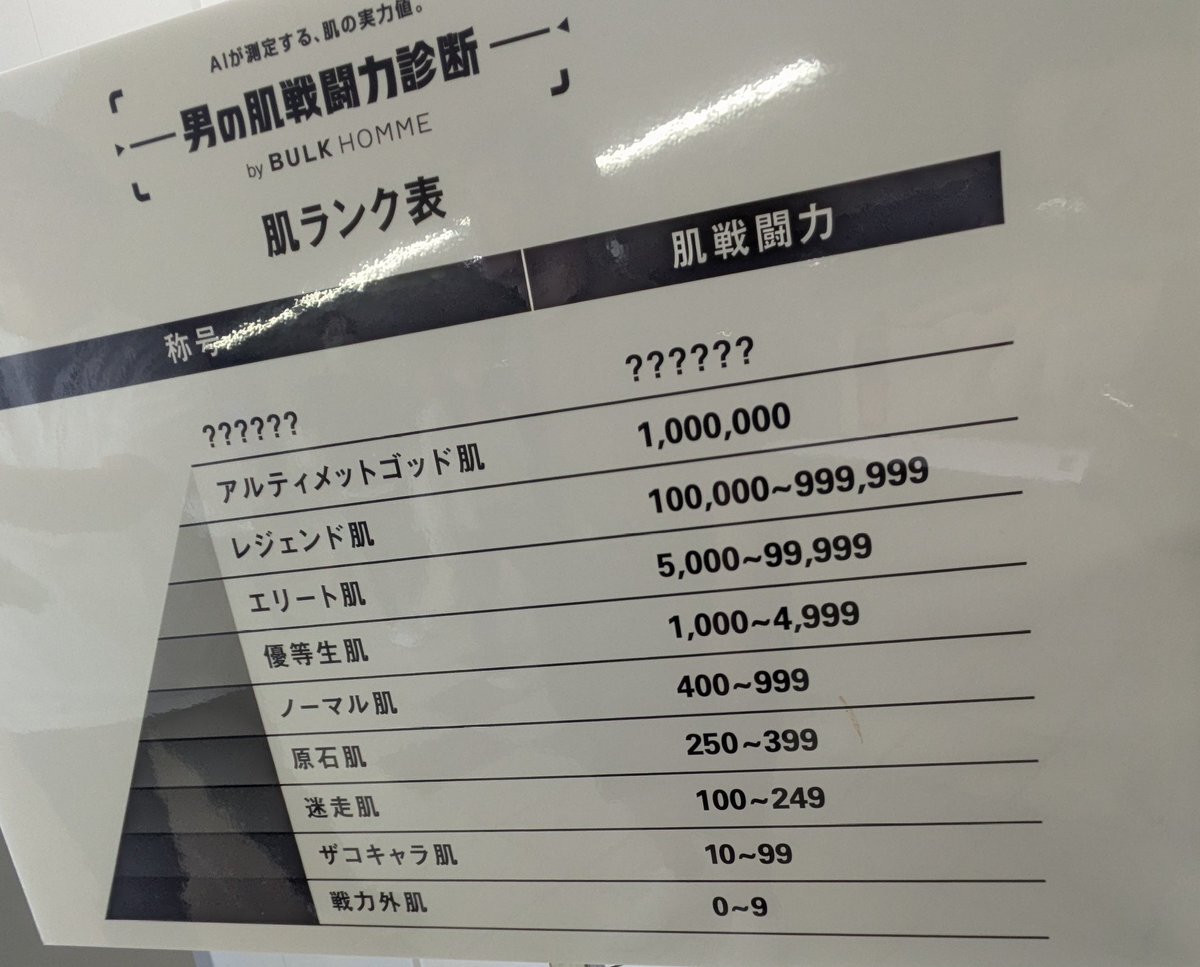 AIが測定する、肌の実力値。
男の肌戦闘力診断
by BULK HOMME
肌ランク表
称号 肌戦闘力
?????? ??????
アルティメットゴッド肌 1,000,000
レジェンド肌 100,000~999,999
エリート肌 5,000~99,999
優等生肌 1,000~4,999
ノーマル肌 400~999
原石肌 250~399
迷走肌 100~249
ザコキャラ肌 10~99
戦力外肌 0~9